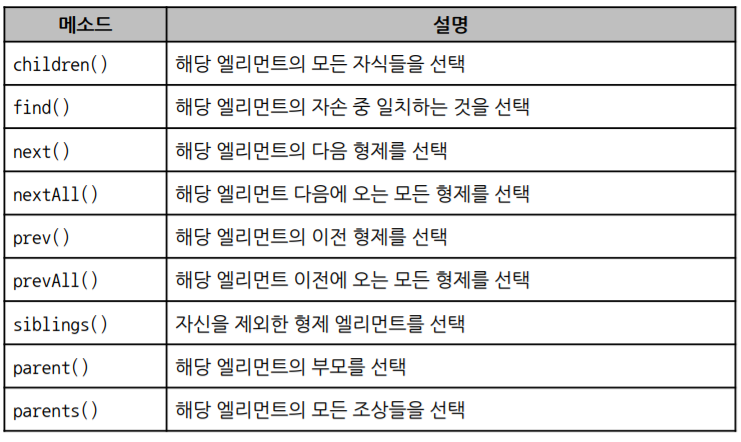 메소드 설명
children() 해당 엘리먼트의 모든 자식들을 선택
find() 해당 엘리먼트의 자손 중 일치하는 것을 선택
next() 해당 엘리먼트의 다음 형제를 선택
nextAll() 해당 엘리먼트 다음에 오는 모든 형제를 선택
prev() 해당 엘리먼트의 이전 형제를 선택
prevAll() 해당 엘리먼트 이전에 오는 모든 형제를 선택
siblings() 자신을 제외한 형제 엘리먼트를 선택
parent() 해당 엘리먼트의 부모를 선택
parents() 해당 엘리먼트의 모든 조상들을 선택